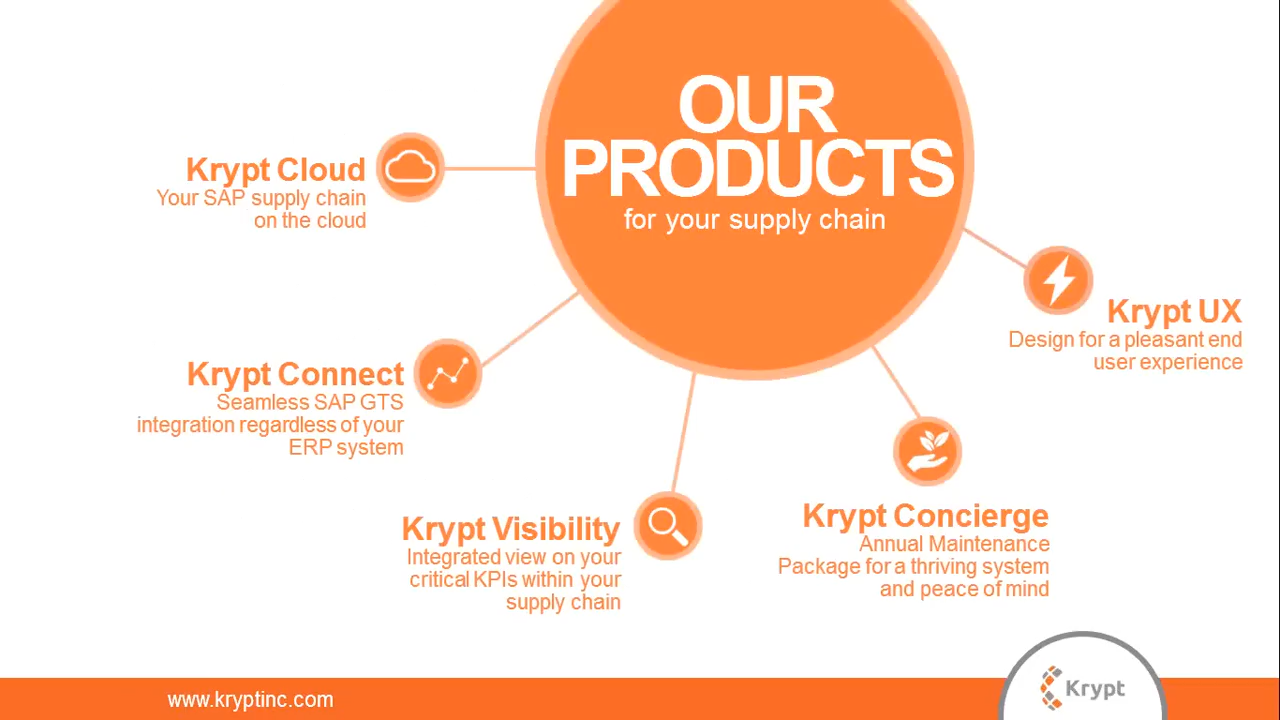 OUR
PRODUCTS
for your supply chain
Krypt Cloud
Your SAP supply chain
on the cloud
Krypt UX
Design for a pleasant end
user experience
Krypt Connect
Seamless SAP GTS
integration regardless of your
ERP system
Krypt Visibility
Integrated view on your
critical KPIs within your
supply chain
Krypt Concierge
Annual Maintenance
Package for a thriving system
and peace of mind
www.kryptinc.com
Krypt